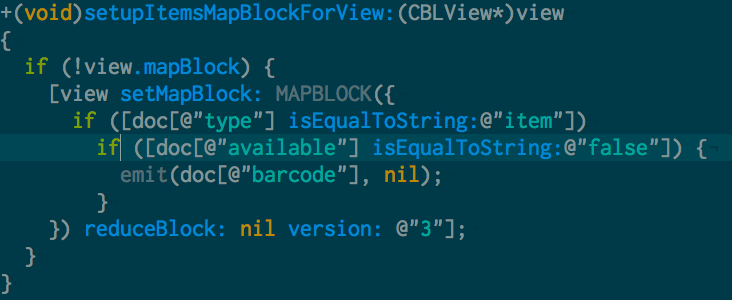 +(void)setupItemsMapBlockForView:(CBLView*)view
{
  if (!view.mapBlock) {
    [view setMapBlock: MAPBLOCK({
      if ([doc[@"type"] isEqualToString:@"item"])
        if ([doc[@"available"] isEqualToString:@"false"]) {¬
          emit(doc[@"barcode"], nil);
        }
    }) reduceBlock: nil version: @"3"];
  }
}